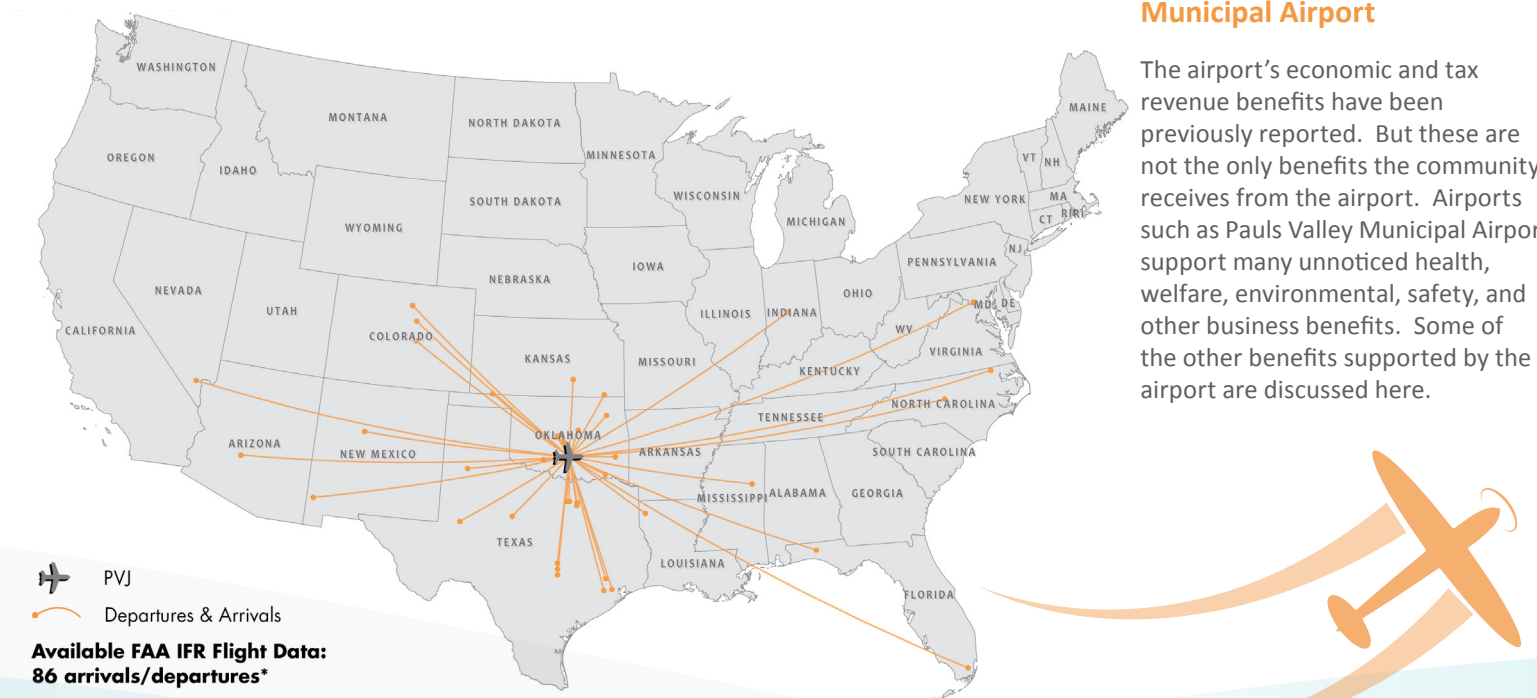 WASHINGTON
MONTANA
NORTH DAKOTA
MINNESOTA
MAINE
OREGON
IDAHO
SOUTH DAKOTA
WISCONSIN
MICHIGAN
VT
NH
NEW YORK
MA
CT
RI
RI
WYOMING
NEBRASKA
IOWA
PENNSYLVANIA
NJ
NEVADA
UTAH
COLORADO
ILLINOIS
INDIANA
OHIO
MD
DE
CALIFORNIA
KANSAS
MISSOURI
WV
VIRGINIA
KENTUCKY
NORTH CAROLINA
TENNESSEE
ARIZONA
NEW MEXICO
OKLAHOMA
ARKANSAS
SOUTH CAROLINA
MISSISSIPPI
ALABAMA
GEORGIA
TEXAS
LOUISIANA
FLORIDA
PVJ
Departures & Arrivals
Available FAA IFR Flight Data:
86 arrivals/departures*
Municipal Airport
The airport’s economic and tax
revenue benefits have been
previously reported.  But these are
not the only benefits the community
receives from the airport.  Airports
such as Pauls Valley Municipal Airpor
support many unnoticed health,
welfare, environmental, safety, and
other business benefits.  Some of
the other benefits supported by the
airport are discussed here.